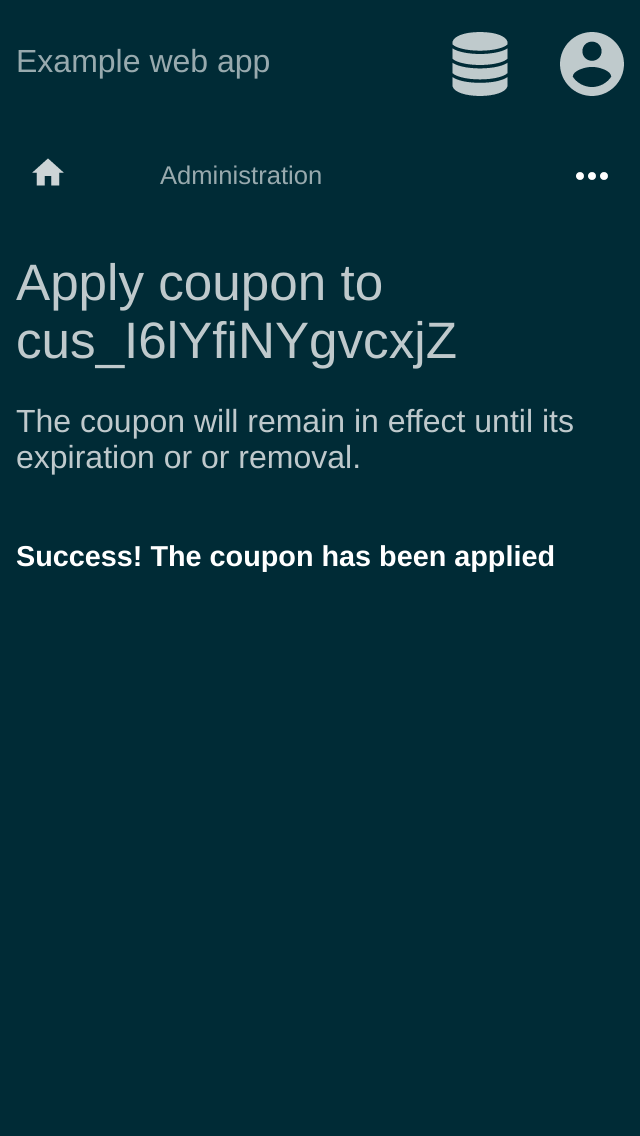 Example web app
Administration
Apply coupon to
cus_I6lYfiNYgvcxjZ
The coupon will remain in effect until its
expiration or or removal.
Success! The coupon has been applied